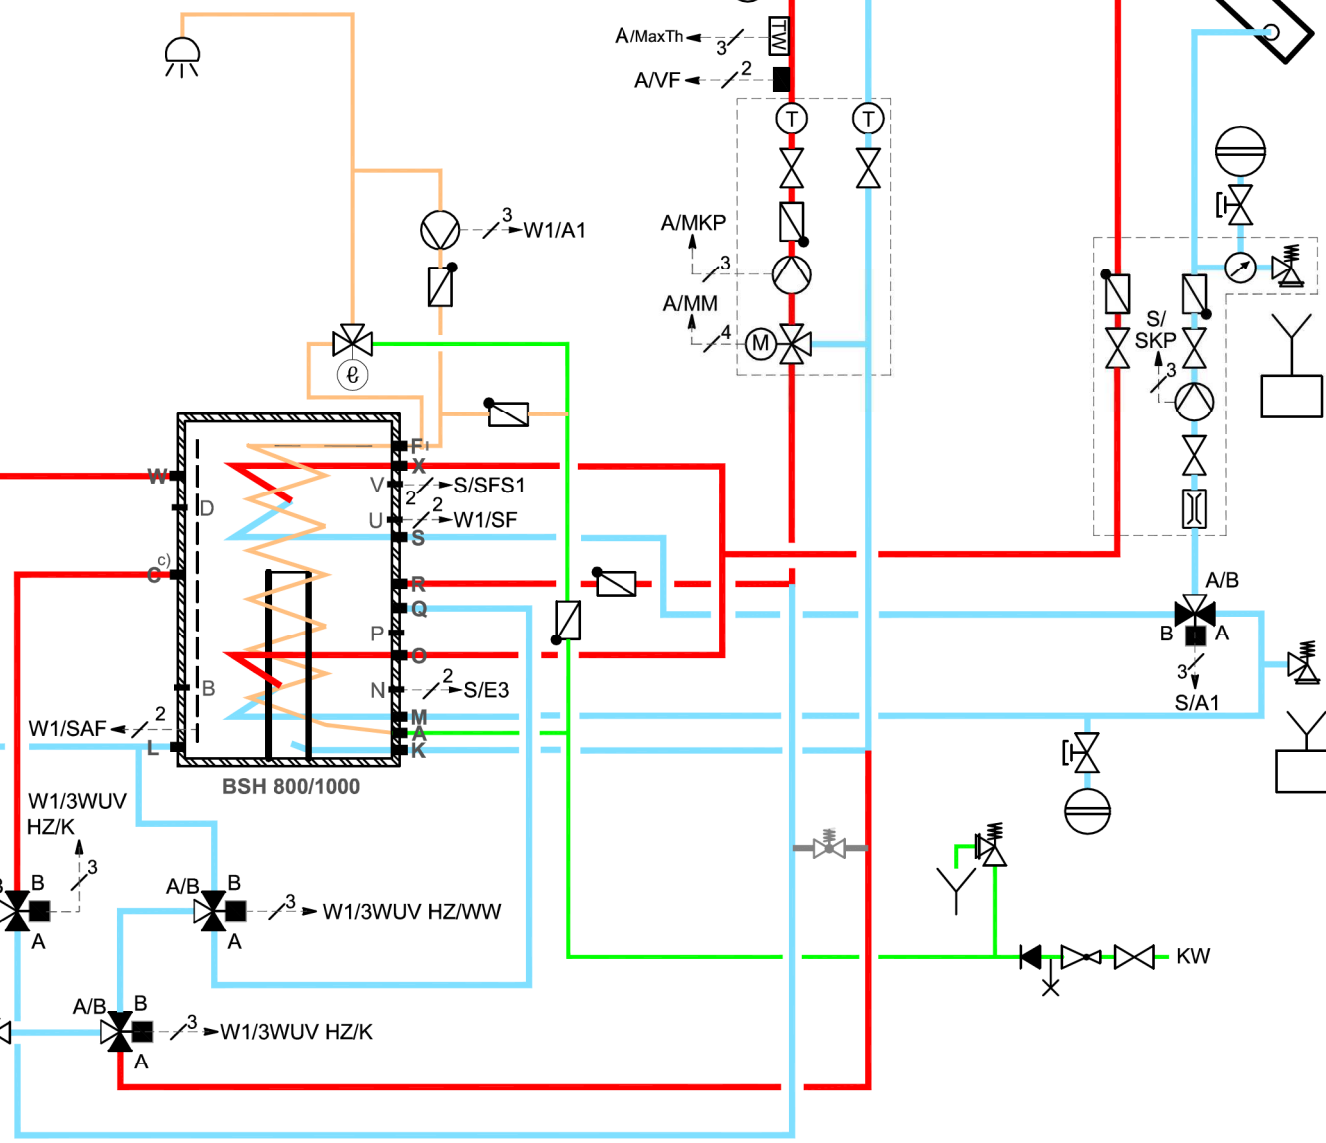 A/MaxTh
3
TW
A/VF
2
T
T
3
W1/A1
A/MKP
3
A/MM
4
M
S/
SKP
3
ℓ
F
X
W
V
S/SFS1
2
D
U
2
W1/SF
S
c)
C
R
A/B
Q
P
B
A
O
3
B
N
2
S/E3
S/A1
M
W1/SAF
2
A
L
K
BSH 800/1000
W1/3WUV
HZ/K
3
B
A/B
B
3
W1/3WUV HZ/WW
A
A
KW
A/B
B
3
W1/3WUV HZ/K
A